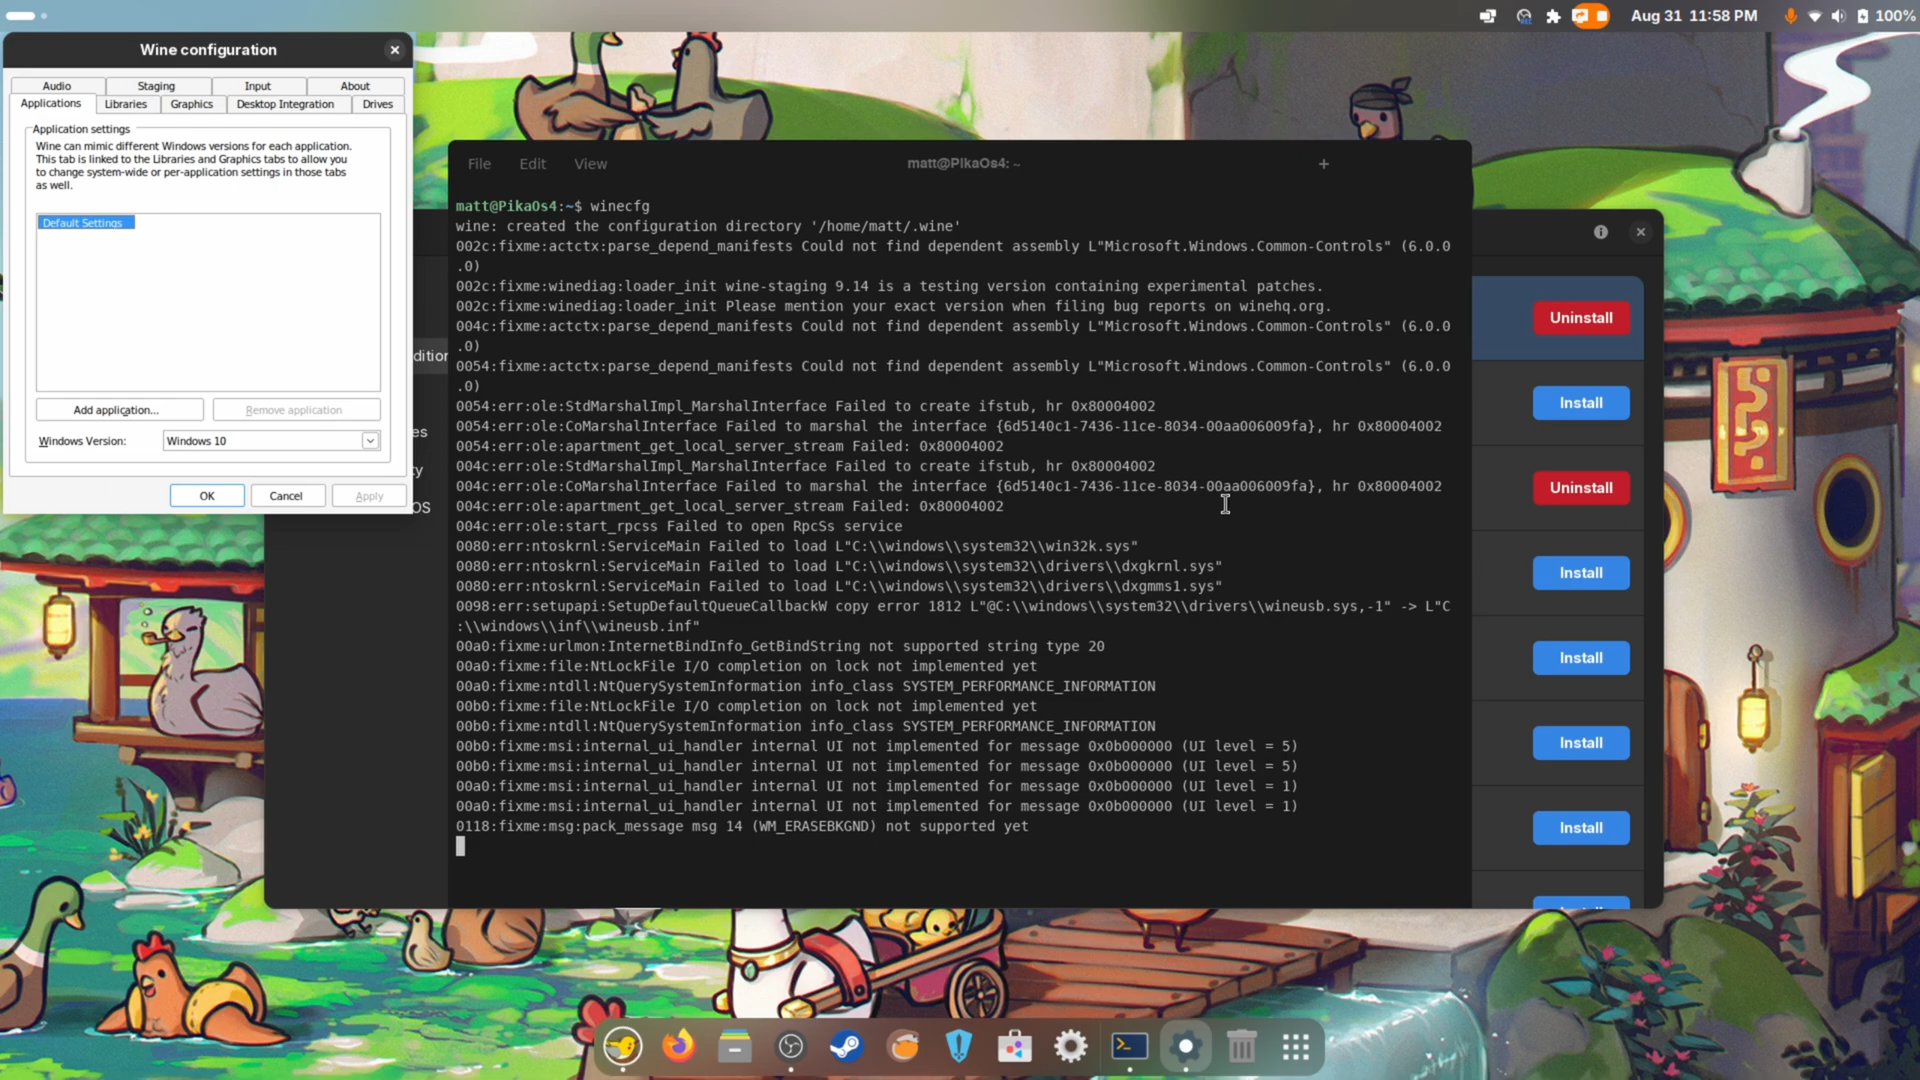 Aug 31 11:58 PM
100%
Wine configuration
Audio
Staging
Input
About
Applications
Libraries
Graphics
Desktop Integration
Drives
Application settings
Wine can mimic different Windows versions for each application.
This tab is linked to the Libraries and Graphics tabs to allow you
to change system-wide or per-application settings in those tabs
as well.
Default Settings
Add application...
Remove application
Windows Version:
Windows 10
OK
Cancel
Apply
File
Edit
View
matt@PikaOs4: ~
matt@PikaOs4:~$ winecfg
wine: created the configuration directory '/home/matt/.wine'
002c:fixme:actctx:parse_depend_manifests Could not find dependent assembly L"Microsoft.Windows.Common-Controls" (6.0.0
.0)
002c:fixme:winediag:loader_init wine-staging 9.14 is a testing version containing experimental patches.
002c:fixme:winediag:loader_init Please mention your exact version when filing bug reports on winehq.org.
004c:fixme:actctx:parse_depend_manifests Could not find dependent assembly L"Microsoft.Windows.Common-Controls" (6.0.0
.0)
0054:fixme:actctx:parse_depend_manifests Could not find dependent assembly L"Microsoft.Windows.Common-Controls" (6.0.0
.0)
0054:err:ole:StdMarshalImpl_MarshalInterface Failed to create ifstub, hr 0x80004002
0054:err:ole:CoMarshalInterface Failed to marshal the interface {6d5140c1-7436-11ce-8034-00aa006009fa}, hr 0x80004002
0054:err:ole:apartment_get_local_server_stream Failed: 0x80004002
004c:err:ole:StdMarshalImpl_MarshalInterface Failed to create ifstub, hr 0x80004002
004c:err:ole:CoMarshalInterface Failed to marshal the interface {6d5140c1-7436-11ce-8034-00aa006009fa}, hr 0x80004002
004c:err:ole:apartment_get_local_server_stream Failed: 0x80004002
004c:err:ole:start_rpcss Failed to open RpcSs service
0080:err:ntoskrnl:ServiceMain Failed to load L"C:\\windows\\system32\\win32k.sys"
0080:err:ntoskrnl:ServiceMain Failed to load L"C:\\windows\\system32\\drivers\\dxgkrnl.sys"
0080:err:ntoskrnl:ServiceMain Failed to load L"C:\\windows\\system32\\drivers\\dxgmms1.sys"
0098:err:setupapi:SetupDefaultQueueCallbackW copy error 1812 L"@C:\\windows\\system32\\drivers\\wineusb.sys,-1" -> L"C
:\\windows\\inf\\wineusb.inf"
00a0:fixme:urlmon:InternetBindInfo_GetBindString not supported string type 20
00a0:fixme:file:NtLockFile I/O completion on lock not implemented yet
00a0:fixme:ntdll:NtQuerySystemInformation info_class SYSTEM_PERFORMANCE_INFORMATION
00b0:fixme:file:NtLockFile I/O completion on lock not implemented yet
00b0:fixme:ntdll:NtQuerySystemInformation info_class SYSTEM_PERFORMANCE_INFORMATION
00b0:fixme:msi:internal_ui_handler internal UI not implemented for message 0x0b000000 (UI level = 5)
00b0:fixme:msi:internal_ui_handler internal UI not implemented for message 0x0b000000 (UI level = 5)
00a0:fixme:msi:internal_ui_handler internal UI not implemented for message 0x0b000000 (UI level = 1)
00a0:fixme:msi:internal_ui_handler internal UI not implemented for message 0x0b000000 (UI level = 1)
0118:fixme:msg:pack_message msg 14 (WM_ERASEBKGND) not supported yet
dition
es
ty
OS
Uninstall
Install
Uninstall
Install
Install
Install
Install